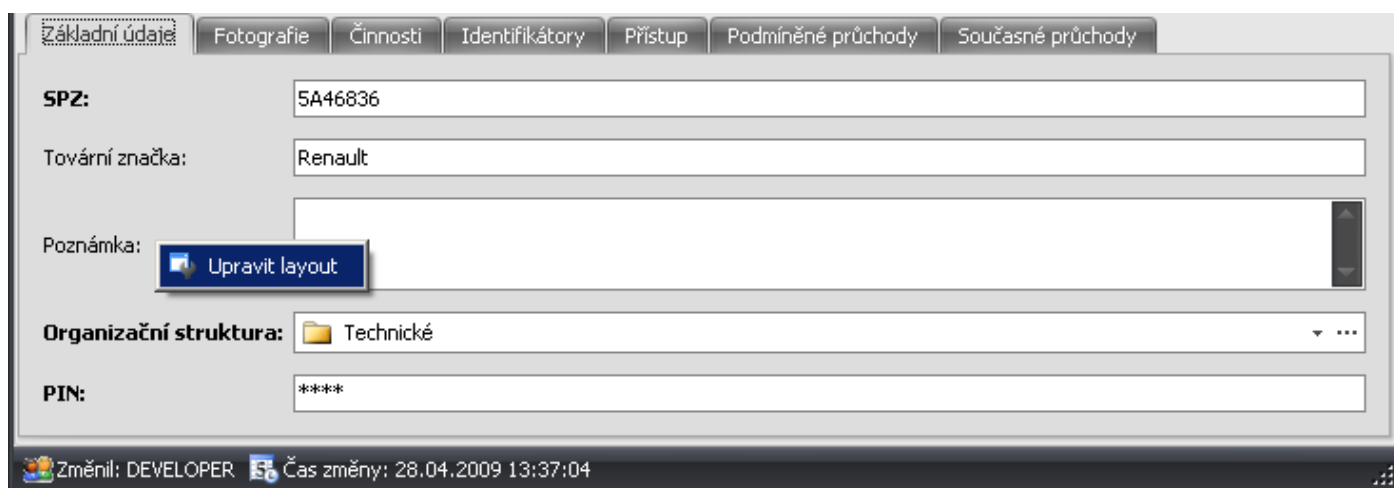 Základní údaje Fotografie Činnosti Identifikátory Přístup Podmíněné průchody Současné průchody
SPZ: 5A46836
Tovární značka: Renault
Poznámka:
Upravit layout
Organizační struktura: Technické
PIN: ****
Změnil: DEVELOPER Čas změny: 28.04.2009 13:37:04